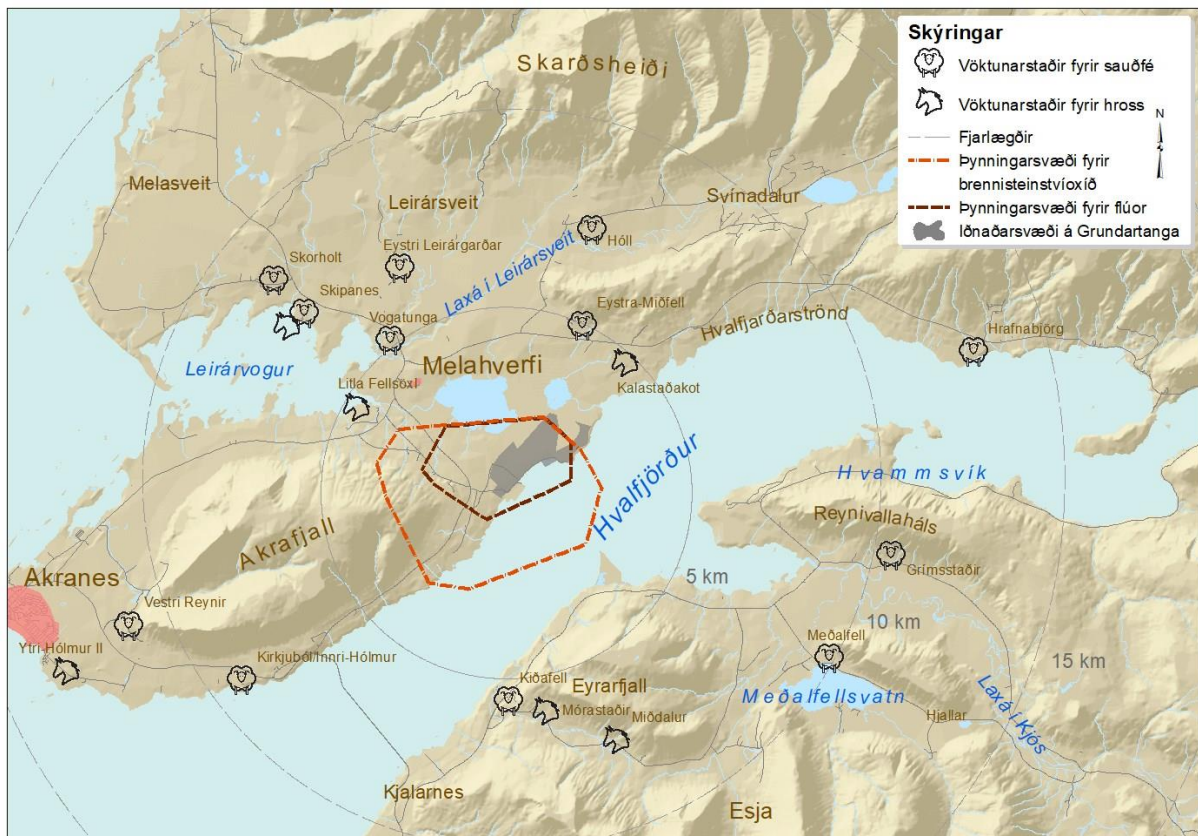 Skýringar
Vöktunarstaðir fyrir sauðfé
Vöktunarstaðir fyrir hross
Fjarlægðir
Þynningarsvæði fyrir
brennisteinstvíoxíð
Þynningarsvæði fyrir flúor
Iðnaðarsvæði á Grundartanga
N
Skarðsheiði
Melasveit
Leirársveit
Svínadalur
Eystri Leirárgarðar
Hóll
Skorholt
Laxá í Leirársveit
Skipanes
Vogatunga
Eystra-Miðfell
Hvalfjarðarströnd
Hrafnabjörg
Leirárvogur
Melahverfi
Kalastaðakot
Litla Fellsöxl
Hvalfjörður
Hvammsvík
Reynivallaháls
Akrafjall
Grímsstaðir
Akranes
5 km
Vestri Reynir
10 km
Meðalfell
15 km
Ytri-Hólmur II
Kirkjuból/Innri-Hólmur
Kiðafell
Eyrarfjall
Meðalfellsvatn
Laxá í Kjós
Mórastaðir
Miðdalur
Hjallar
Kjalarnes
Esja